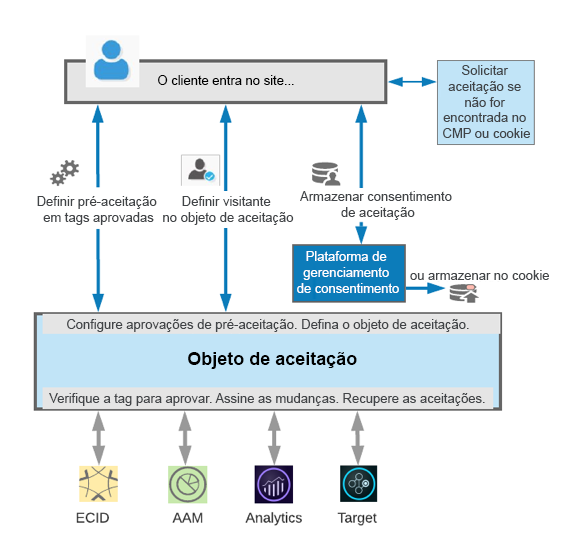 O cliente entra no site...
Solicitar
aceitação se
não for
encontrada no
CMP ou cookie
Definir pré-aceitação
em tags aprovadas
Definir visitante
no objeto de aceitação
Armazenar consentimento
de aceitação
Plataforma de
gerenciamento
de consentimento
ou armazenar no cookie
Configure aprovações de pré-aceitação. Defina o objeto de aceitação.
Objeto de aceitação
Verifique a tag para aprovar. Assine as mudanças. Recupere as aceitações.
ECID
AAM
Analytics
Target